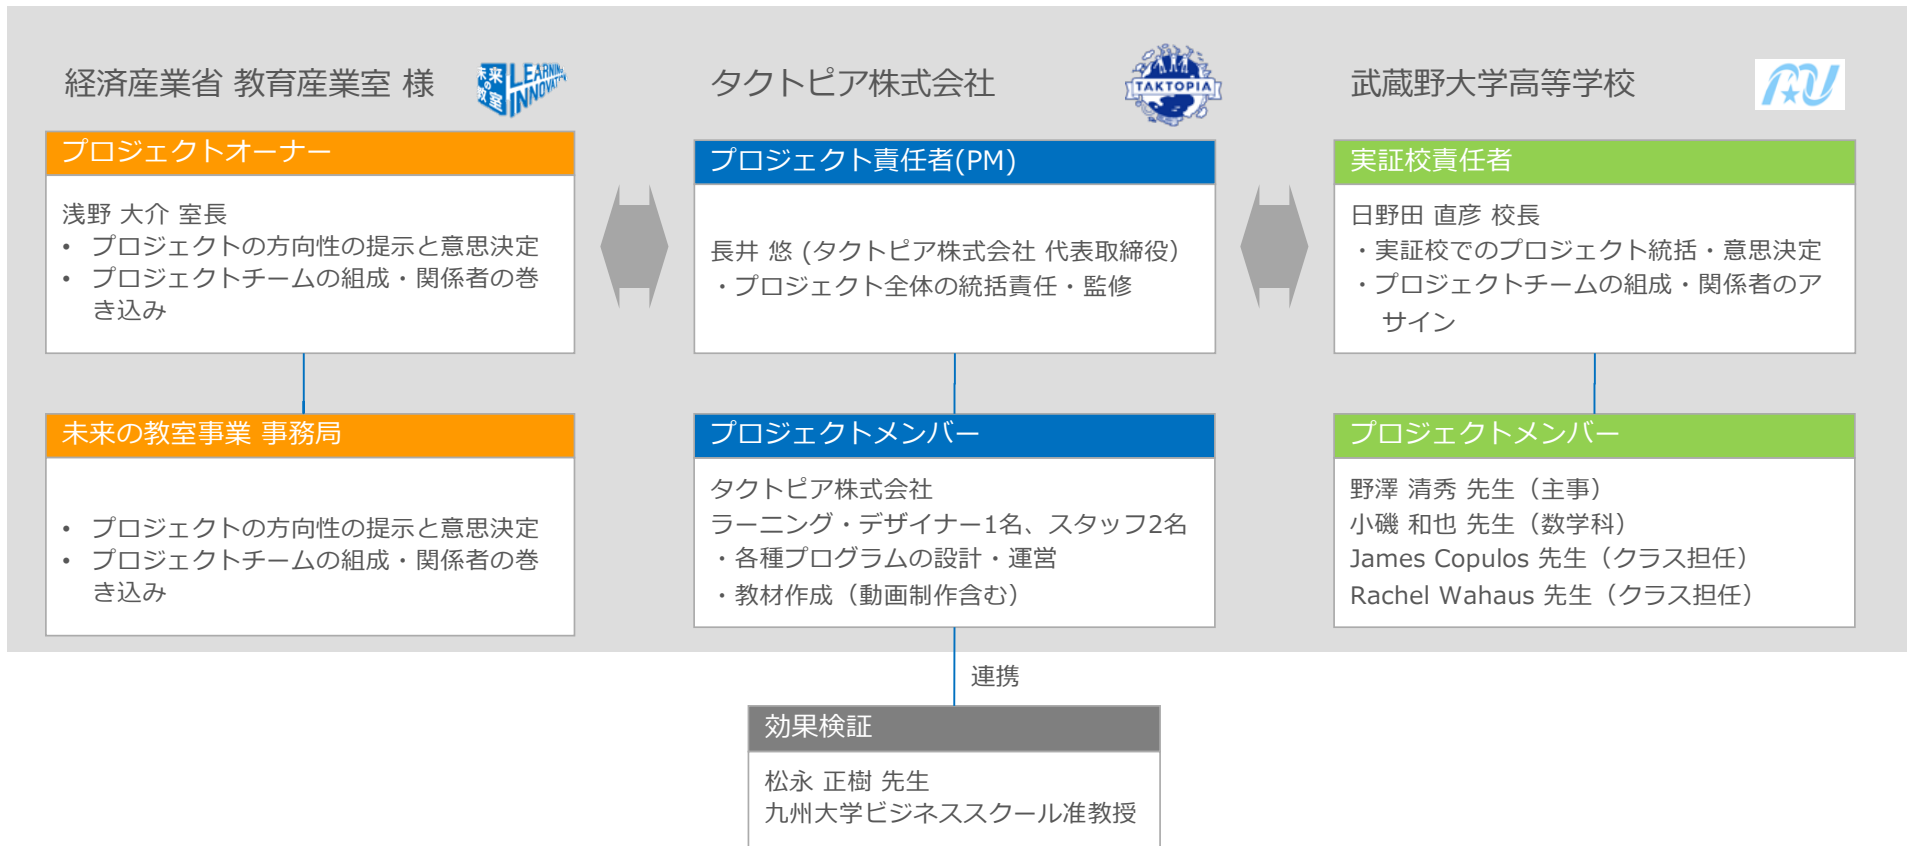 経済産業省 教育産業室 様
未来の教室
LEARNING INNOVATION
プロジェクトオーナー
浅野 大介 室長
• プロジェクトの方向性の提示と意思決定
• プロジェクトチームの組成・関係者の巻
き込み
未来の教室事業 事務局
• プロジェクトの方向性の提示と意思決定
• プロジェクトチームの組成・関係者の巻
き込み
タクトピア株式会社
TAKTOPIA
プロジェクト責任者(PM)
長井 悠 (タクトピア株式会社 代表取締役)
・プロジェクト全体の統括責任・監修
プロジェクトメンバー
タクトピア株式会社
ラーニング・デザイナー1名、スタッフ2名
・各種プログラムの設計・運営
・教材作成（動画制作含む）
武蔵野大学高等学校
実証校責任者
日野田 直彦 校長
・実証校でのプロジェクト統括・意思決定
・プロジェクトチームの組成・関係者のア
サイン
プロジェクトメンバー
野澤 清秀 先生（主事）
小磯 和也 先生（数学科）
James Copulos 先生（クラス担任）
Rachel Wahaus 先生（クラス担任）
連携
効果検証
松永 正樹 先生
九州大学ビジネススクール准教授